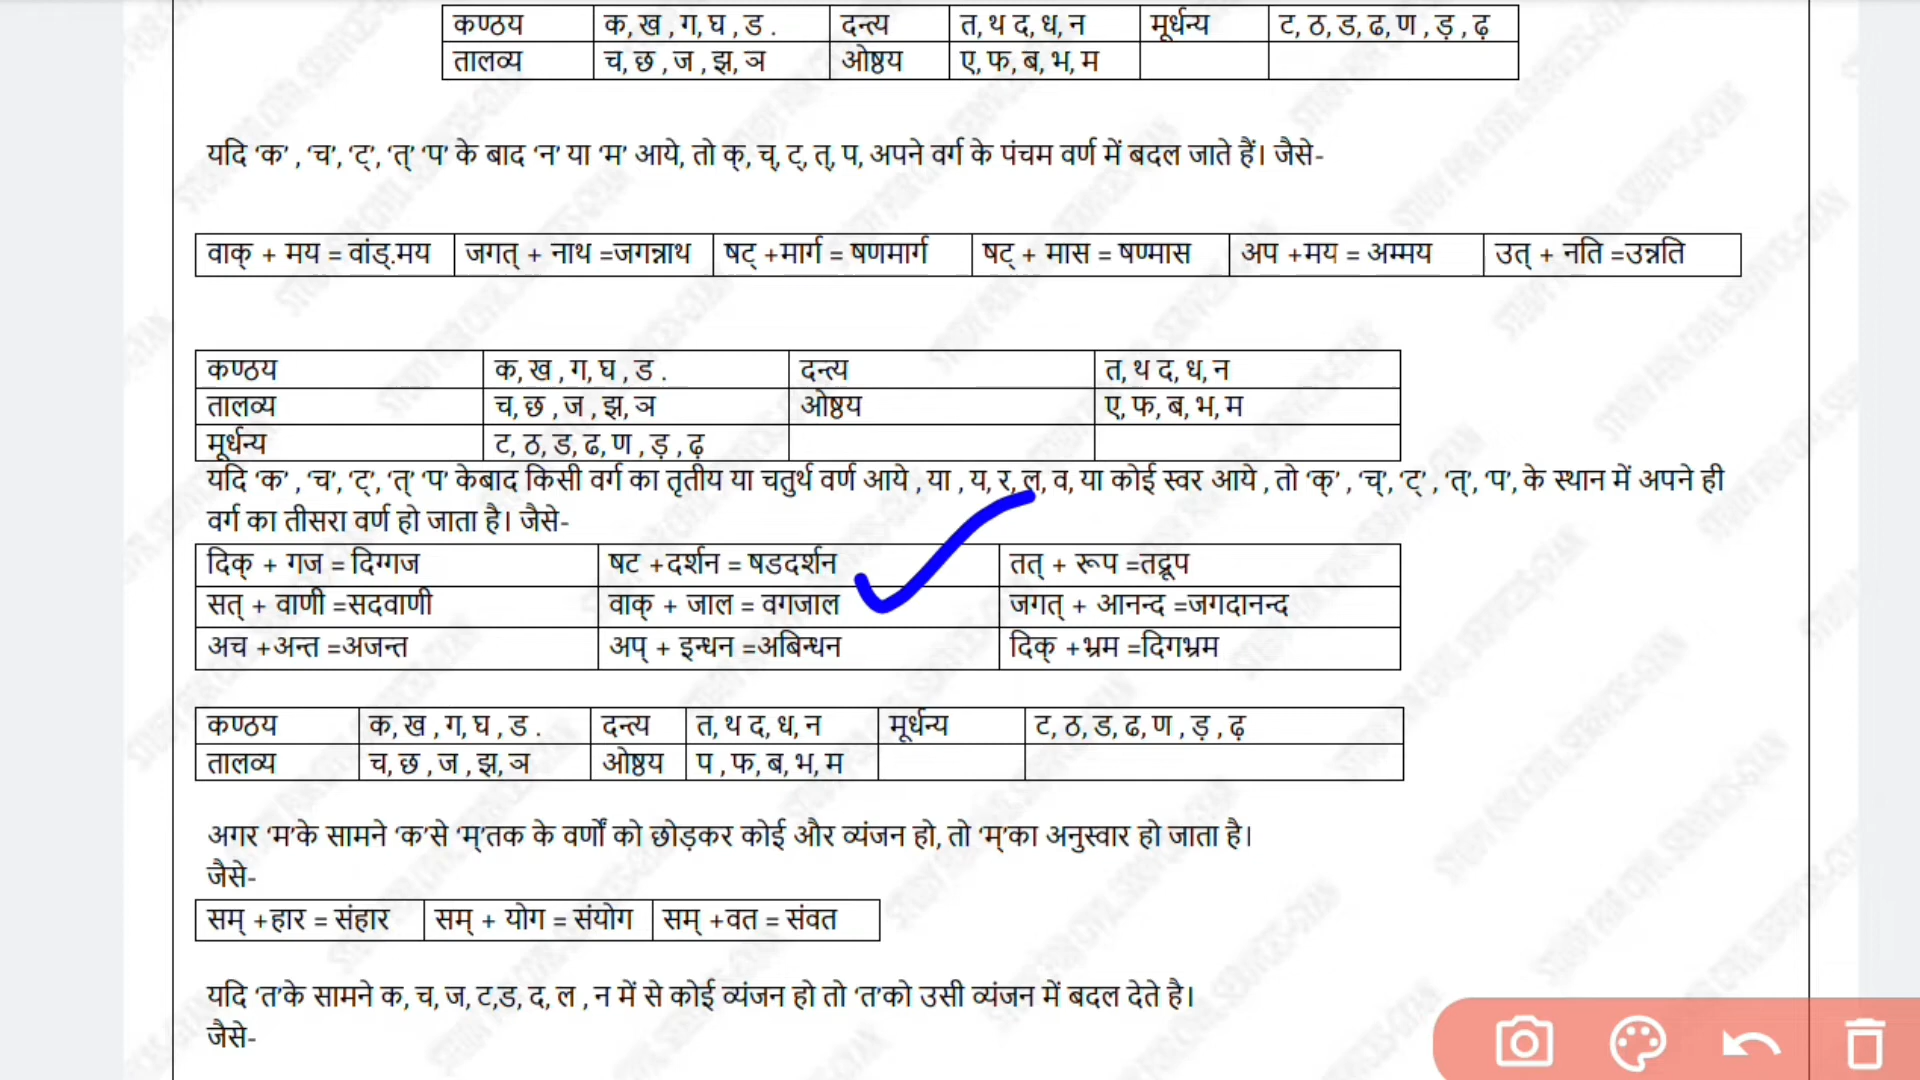 कण्ठय क, ख , ग, घ , ड . दन्त्य त, थ द, ध, न मूर्धन्य ट, ठ, ड, ढ, ण , ड़ , ढ़
तालव्य च, छ , ज , झ, ञ ओष्ठय ए, फ, ब, भ, म
यदि ‘क’ , ‘च’, ‘ट्’, ‘त्’ ‘प’ के बाद ‘न’ या ‘म’ आये, तो क्, च्, ट्, त्, प, अपने वर्ग के पंचम वर्ण में बदल जाते हैं। जैसे-
वाक् + मय = वांड्.मय जगत् + नाथ =जगन्नाथ षट् +मार्ग = षणमार्ग षट् + मास = षण्मास अप +मय = अम्मय उत् + नति =उन्नति
कण्ठय क, ख , ग, घ , ड . दन्त्य त, थ द, ध, न
तालव्य च, छ , ज , झ, ञ ओष्ठय ए, फ, ब, भ, म
मूर्धन्य ट, ठ, ड, ढ, ण , ड़ , ढ़
यदि ‘क’ , ‘च’, ‘ट्’, ‘त्’ ‘प’ केबाद किसी वर्ग का तृतीय या चतुर्थ वर्ण आये , या , य, र, ल, व, या कोई स्वर आये , तो ‘क्’ , ‘च्’, ‘ट्’ , ‘त्’, ‘प’, के स्थान में अपने ही
वर्ग का तीसरा वर्ण हो जाता है। जैसे-
दिक् + गज = दिग्गज षट +दर्शन = षडदर्शन तत् + रूप =तद्रूप
सत् + वाणी =सदवाणी वाक् + जाल = वगजाल जगत् + आनन्द =जगदानन्द
अच +अन्त =अजन्त अप् + इन्धन =अबिन्धन दिक् +भ्रम =दिगभ्रम
कण्ठय क, ख , ग, घ , ड . दन्त्य त, थ द, ध, न मूर्धन्य ट, ठ, ड, ढ, ण , ड़ , ढ़
तालव्य च, छ , ज , झ, ञ ओष्ठय प , फ, ब, भ, म
अगर ‘म’के सामने ‘क’से ‘म्’तक के वर्णों को छोड़कर कोई और व्यंजन हो, तो ‘म्’का अनुस्वार हो जाता है।
जैसे-
सम् +हार = संहार सम् + योग = संयोग सम् +वत = संवत
यदि ‘त’के सामने क, च, ज, ट,ड, द, ल , न में से कोई व्यंजन हो तो ‘त’को उसी व्यंजन में बदल देते है।
जैसे-